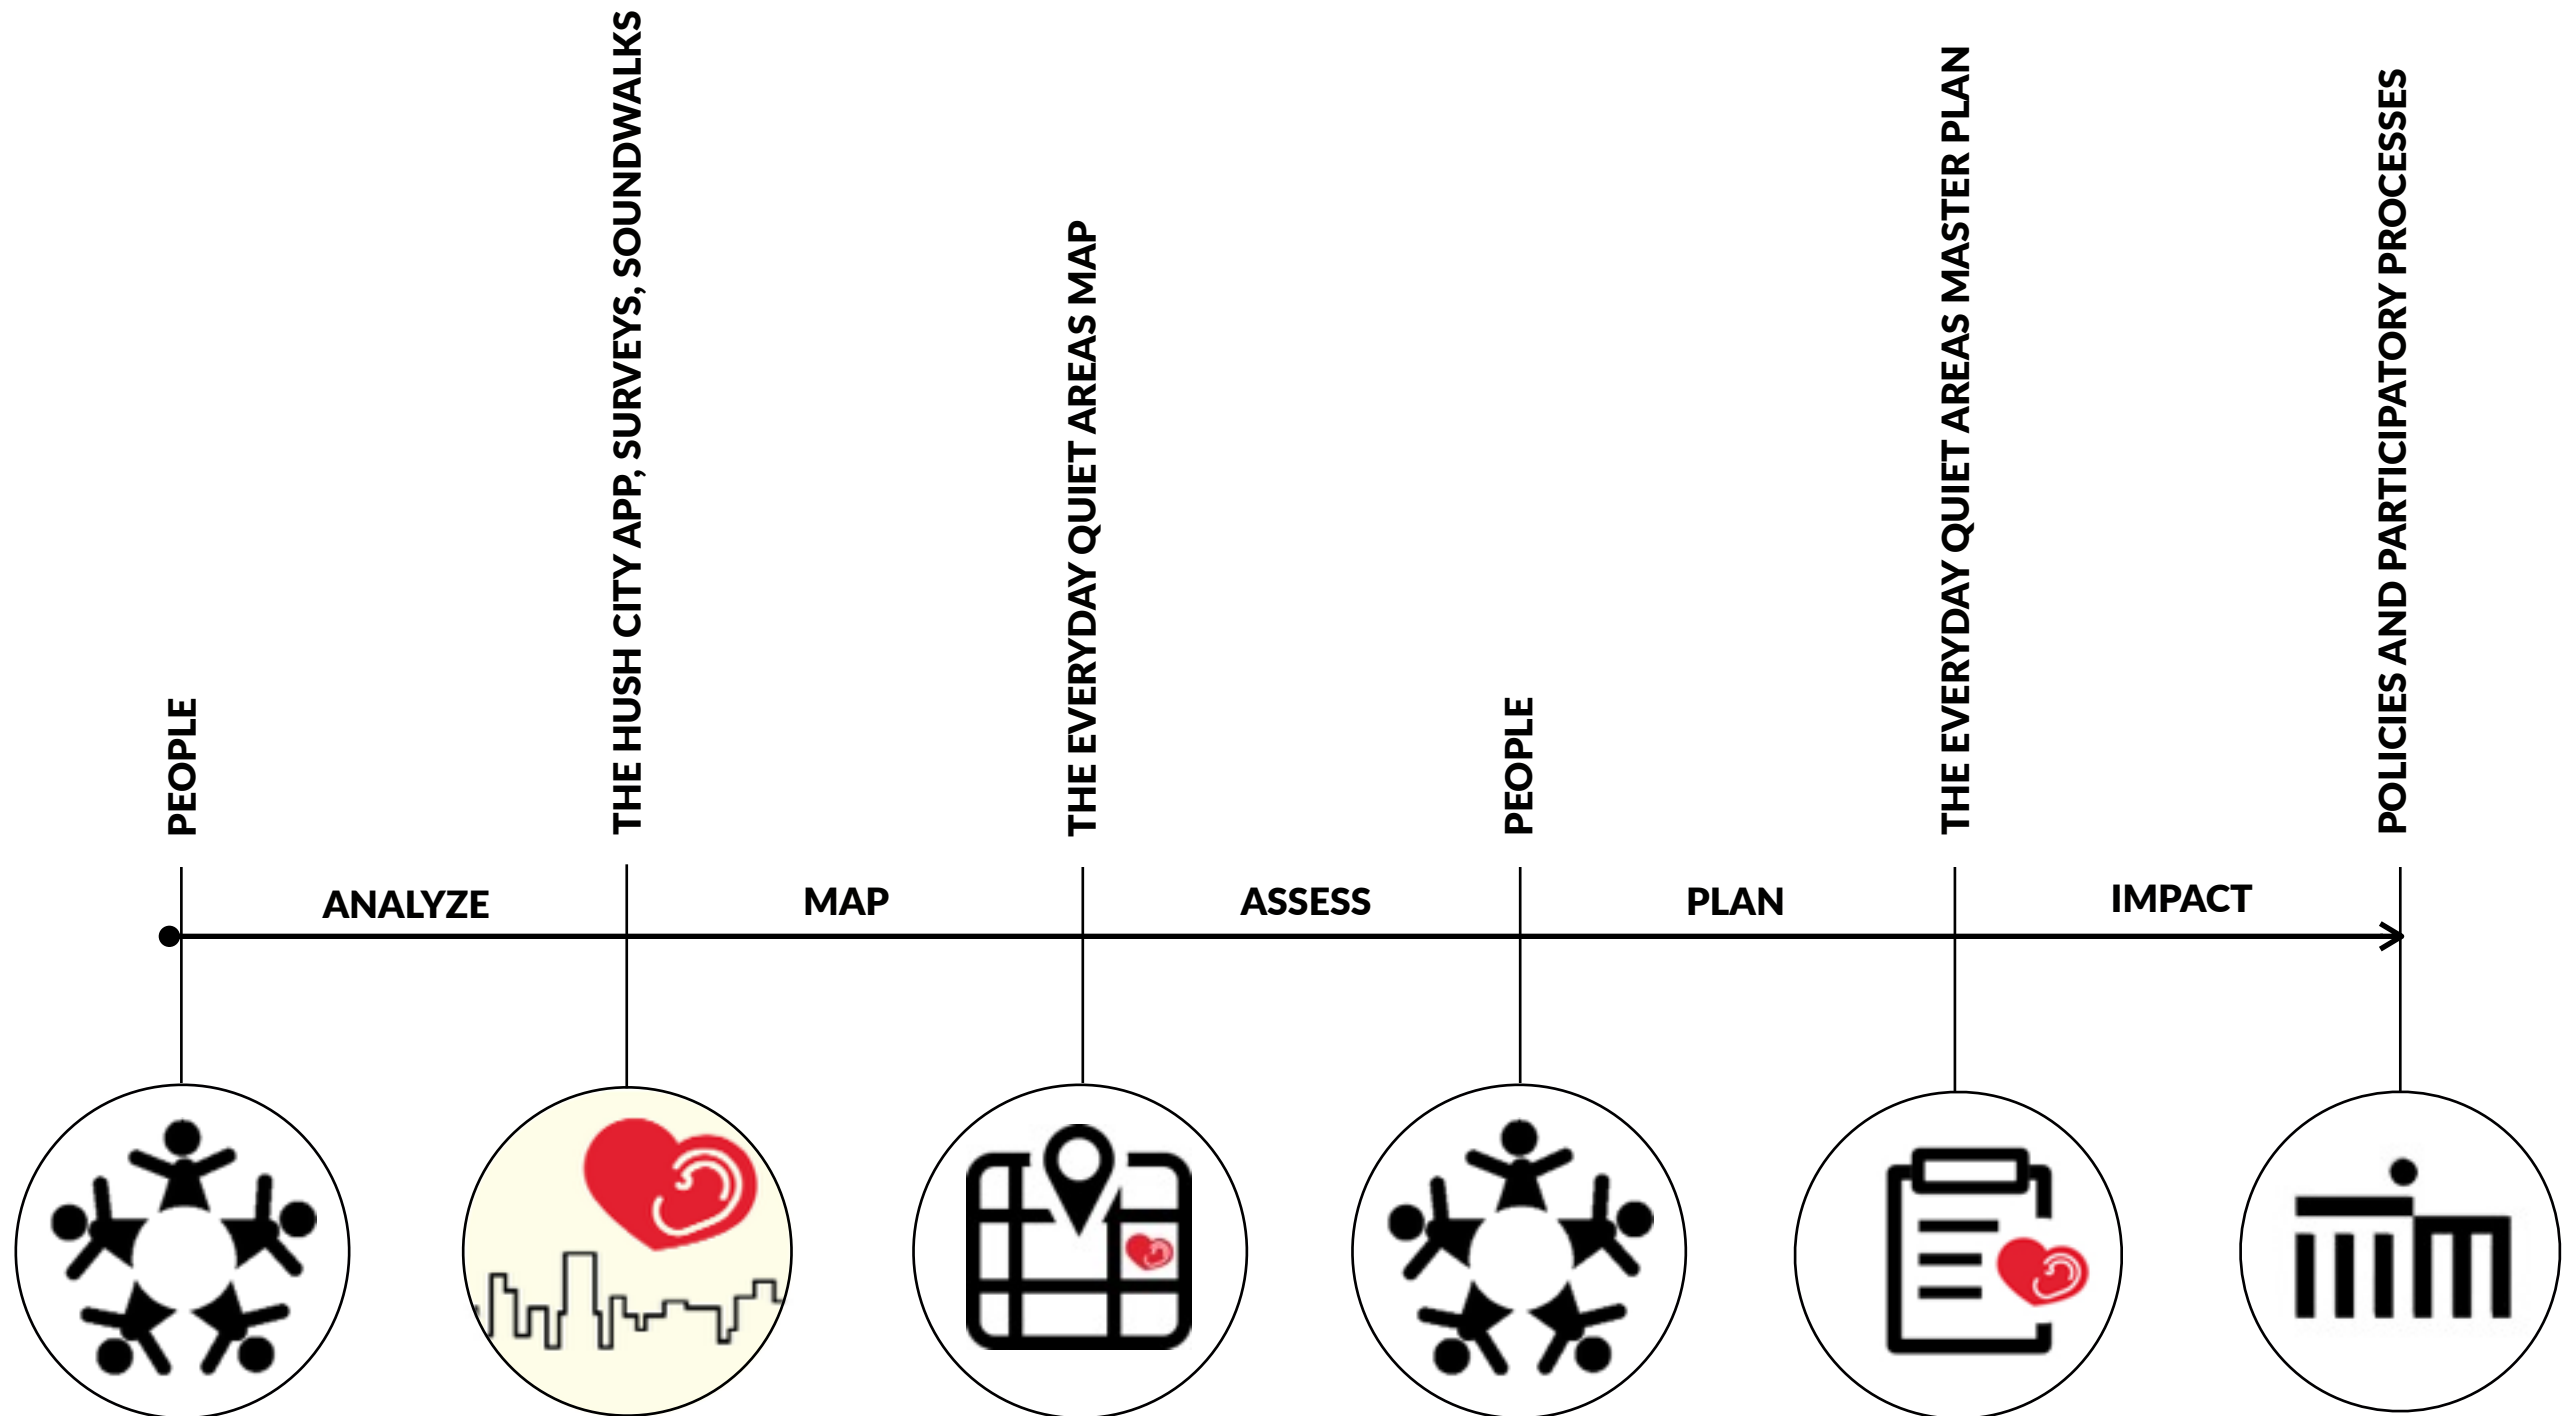 PEOPLE
THE HUSH CITY APP, SURVEYS, SOUNDWALKS
THE EVERYDAY QUIET AREAS MAP
PEOPLE
THE EVERYDAY QUIET AREAS MASTER PLAN
POLICIES AND PARTICIPATORY PROCESSES
ANALYZE
MAP
ASSESS
PLAN
IMPACT